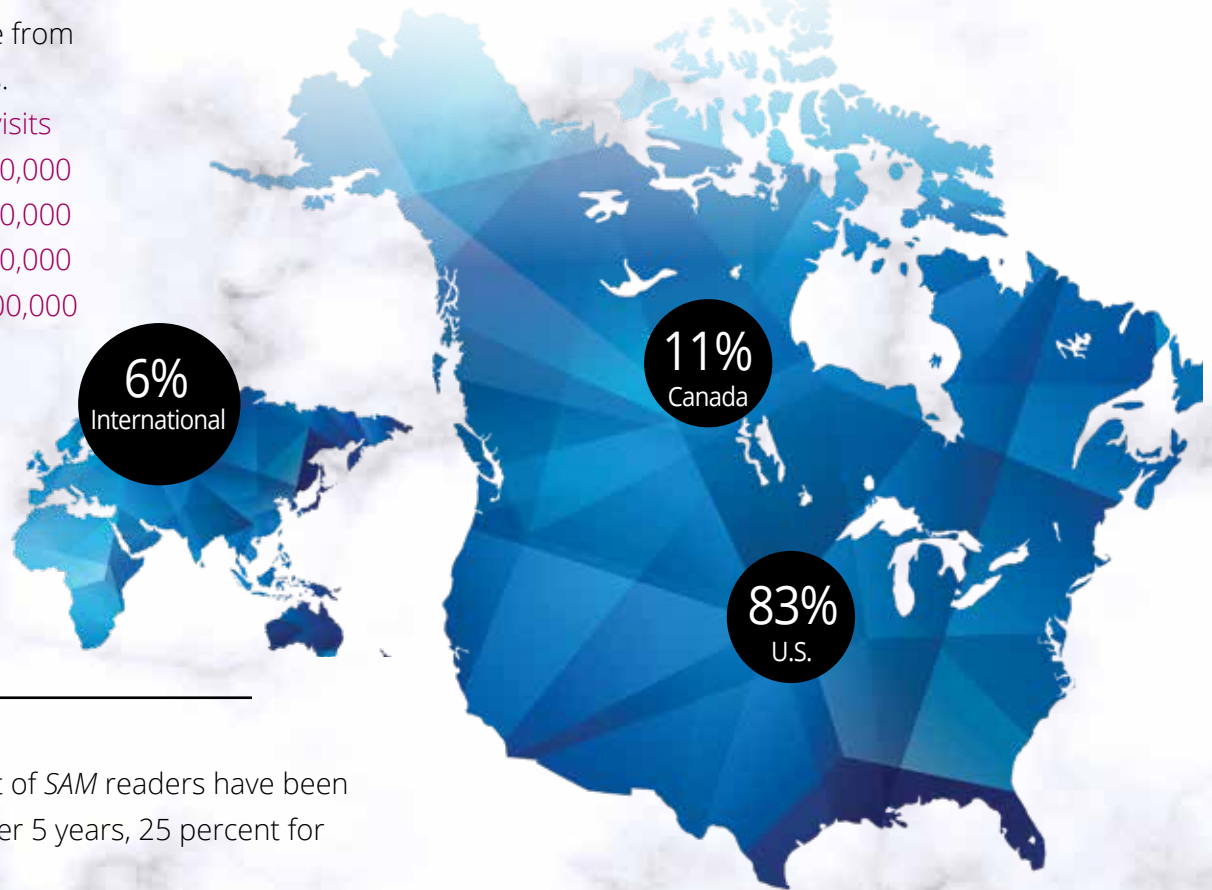 from
visits
0,000
0,000
0,000
00,000
6%
International
11%
Canada
83%
U.S.
of SAM readers have been
5 years, 25 percent for